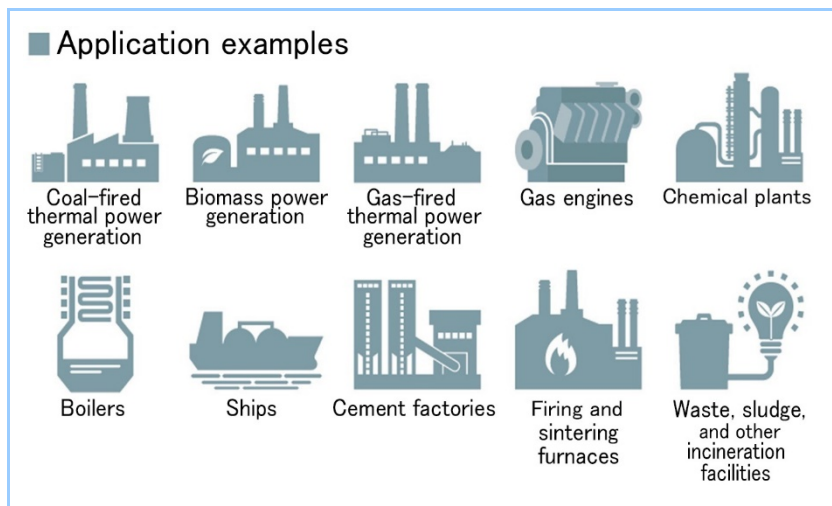 Application examples
Coal-fired
thermal power
generation
Biomass power
generation
Gas-fired
thermal power
generation
Gas engines
Chemical plants
Boilers
Ships
Cement factories
Firing and
sintering
furnaces
Waste, sludge,
and other
incineration
facilities